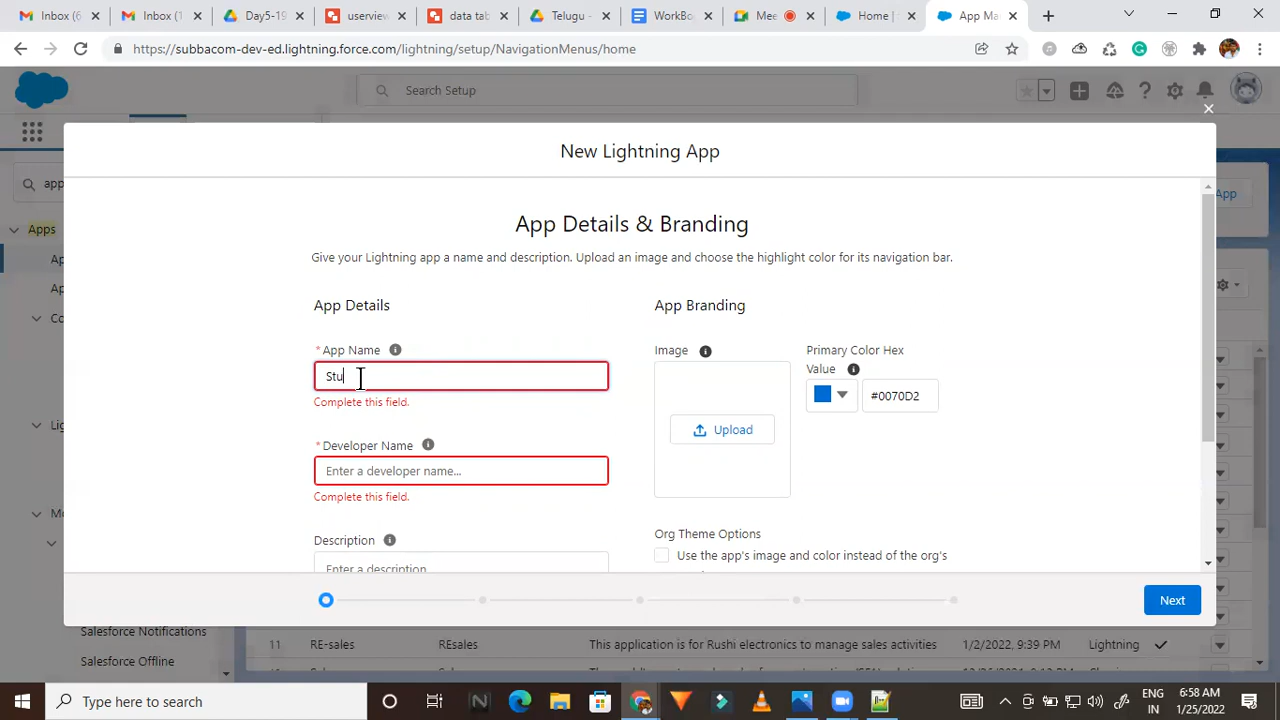 Inbox (6
Inbox (1
Day5-19
userview
data tab
Telugu -
WorkBo
Mee
Home |
App Ma
https://subbacom-dev-ed.lightning.force.com/lightning/setup/NavigationMenus/home
Search Setup
New Lightning App
app
App
Apps
App Details & Branding
Give your Lightning app a name and description. Upload an image and choose the highlight color for its navigation bar.
App Details
App Branding
* App Name
Image
Primary Color Hex
Value
Stu
#0070D2
Complete this field.
Upload
* Developer Name
Enter a developer name...
Complete this field.
Org Theme Options
Description
Use the app's image and color instead of the org's
Enter a description
Next
Salesforce Notifications
11 RE-sales REsales This application is for Rushi electronics to manage sales activities 1/2/2022, 9:39 PM Lightning
Salesforce Offline
Type here to search
ENG
IN
6:58 AM
1/25/2022